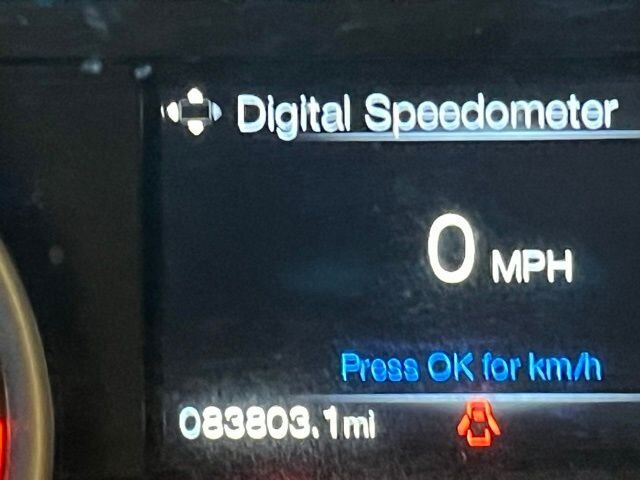 Digital Speedometer
0 MPH
Press OK for km/h
083803.1mi